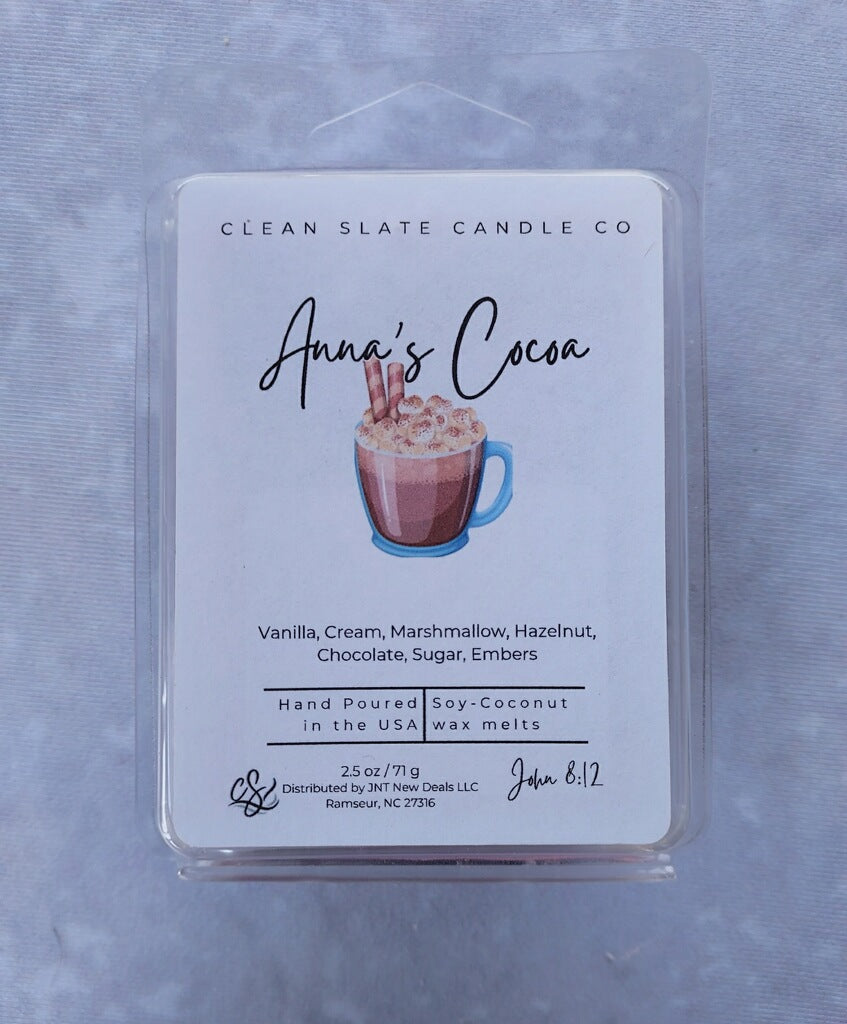 CLEAN SLATE CANDLE CO
Anna's Cocoa
Vanilla, Cream, Marshmallow, Hazelnut,
Chocolate, Sugar, Embers
Hand Poured
in the USA
Soy-Coconut
wax melts
2.5 oz / 71 g
Distributed by JNT New Deals LLC
Ramseur, NC 27316
John 8:12